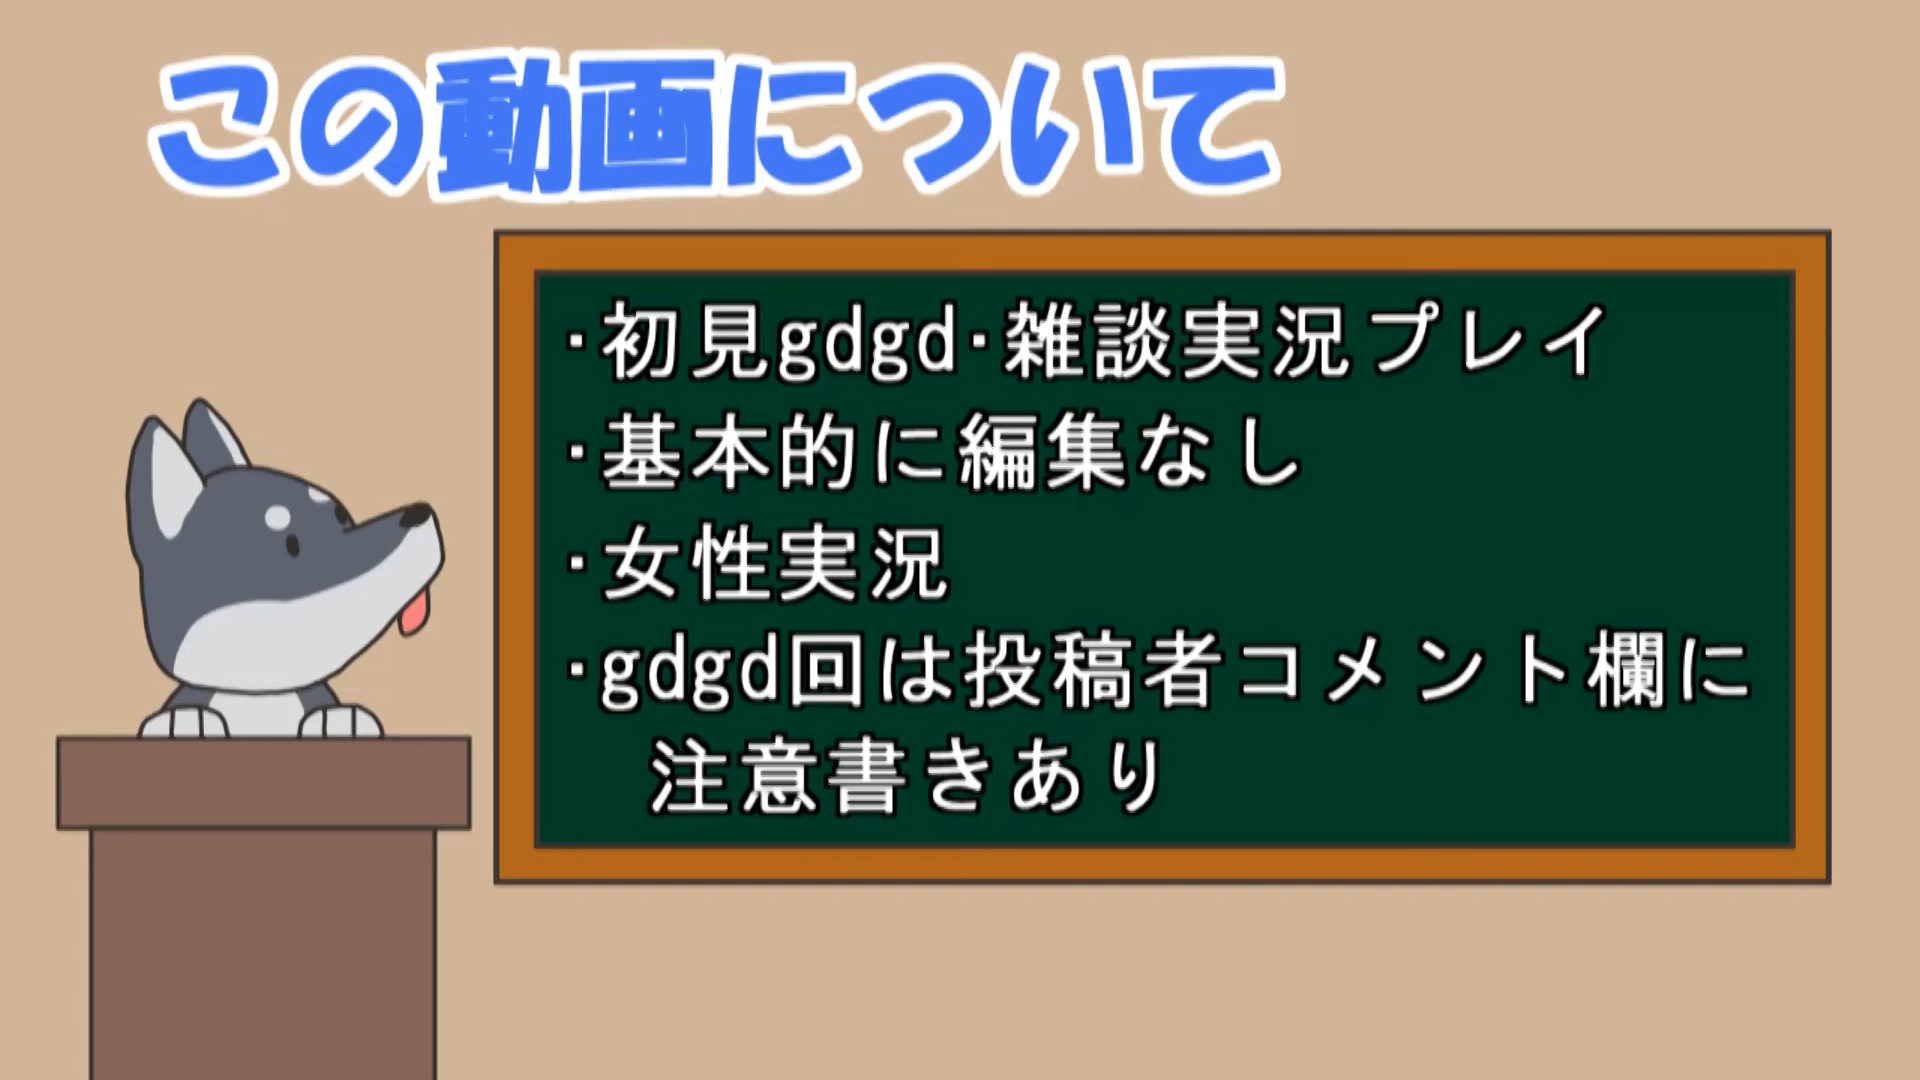 この動画について
・初見gdgd・雑談実況プレイ
・基本的に編集なし
・女性実況
・gdgd回は投稿者コメント欄に
注意書きあり